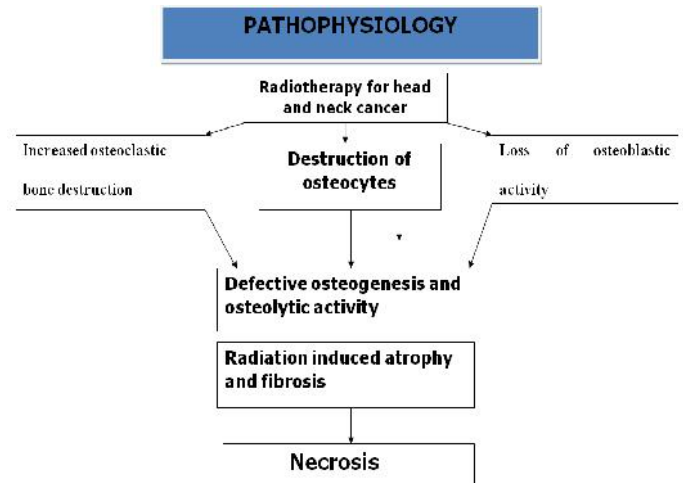 PATHOPHYSIOLOGY
Radiotherapy for head
and neck cancer
Increased osteoclastic
bone destruction
Destruction of
osteocytes
Loss of osteoblastic
activity
Defective osteogenesis and
osteolytic activity
Radiation induced atrophy
and fibrosis
Necrosis